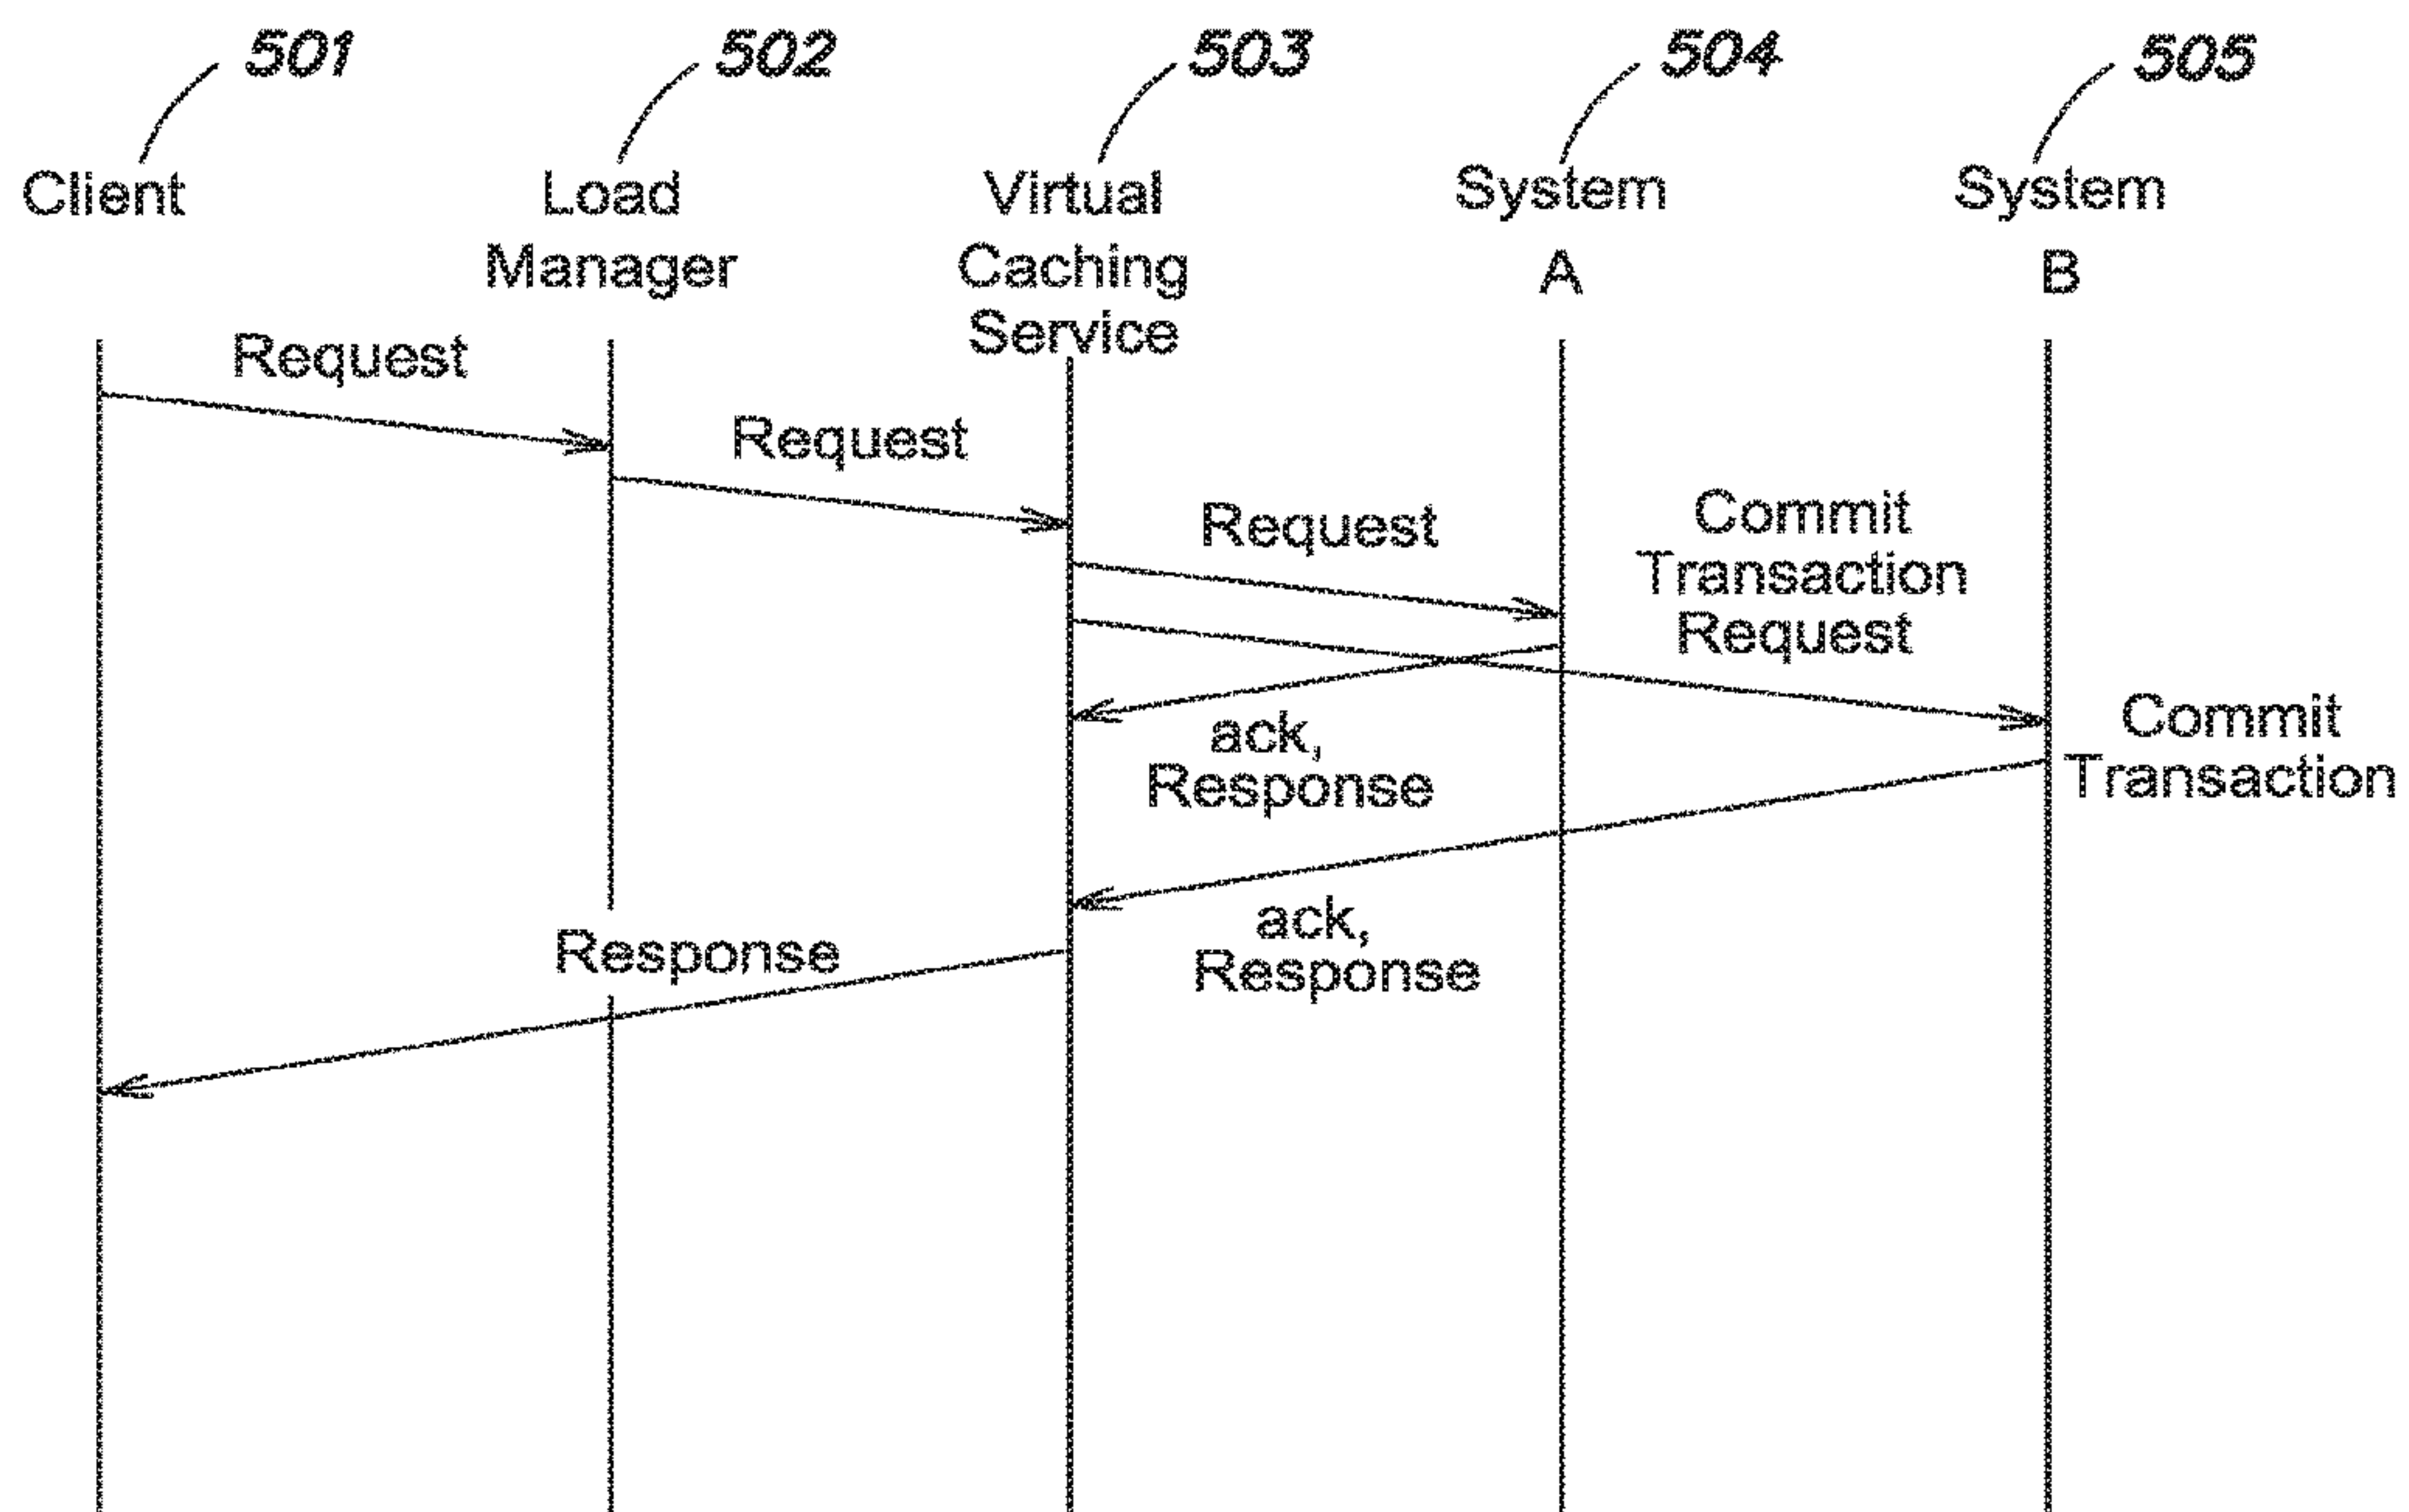 501
502
503
504
505
Client
Load
Manager
Virtual
Caching
Service
System
A
System
B
Request
Request
Request
Commit
Transaction
Request
ack,
Response
Commit
Transaction
ack,
Response
Response